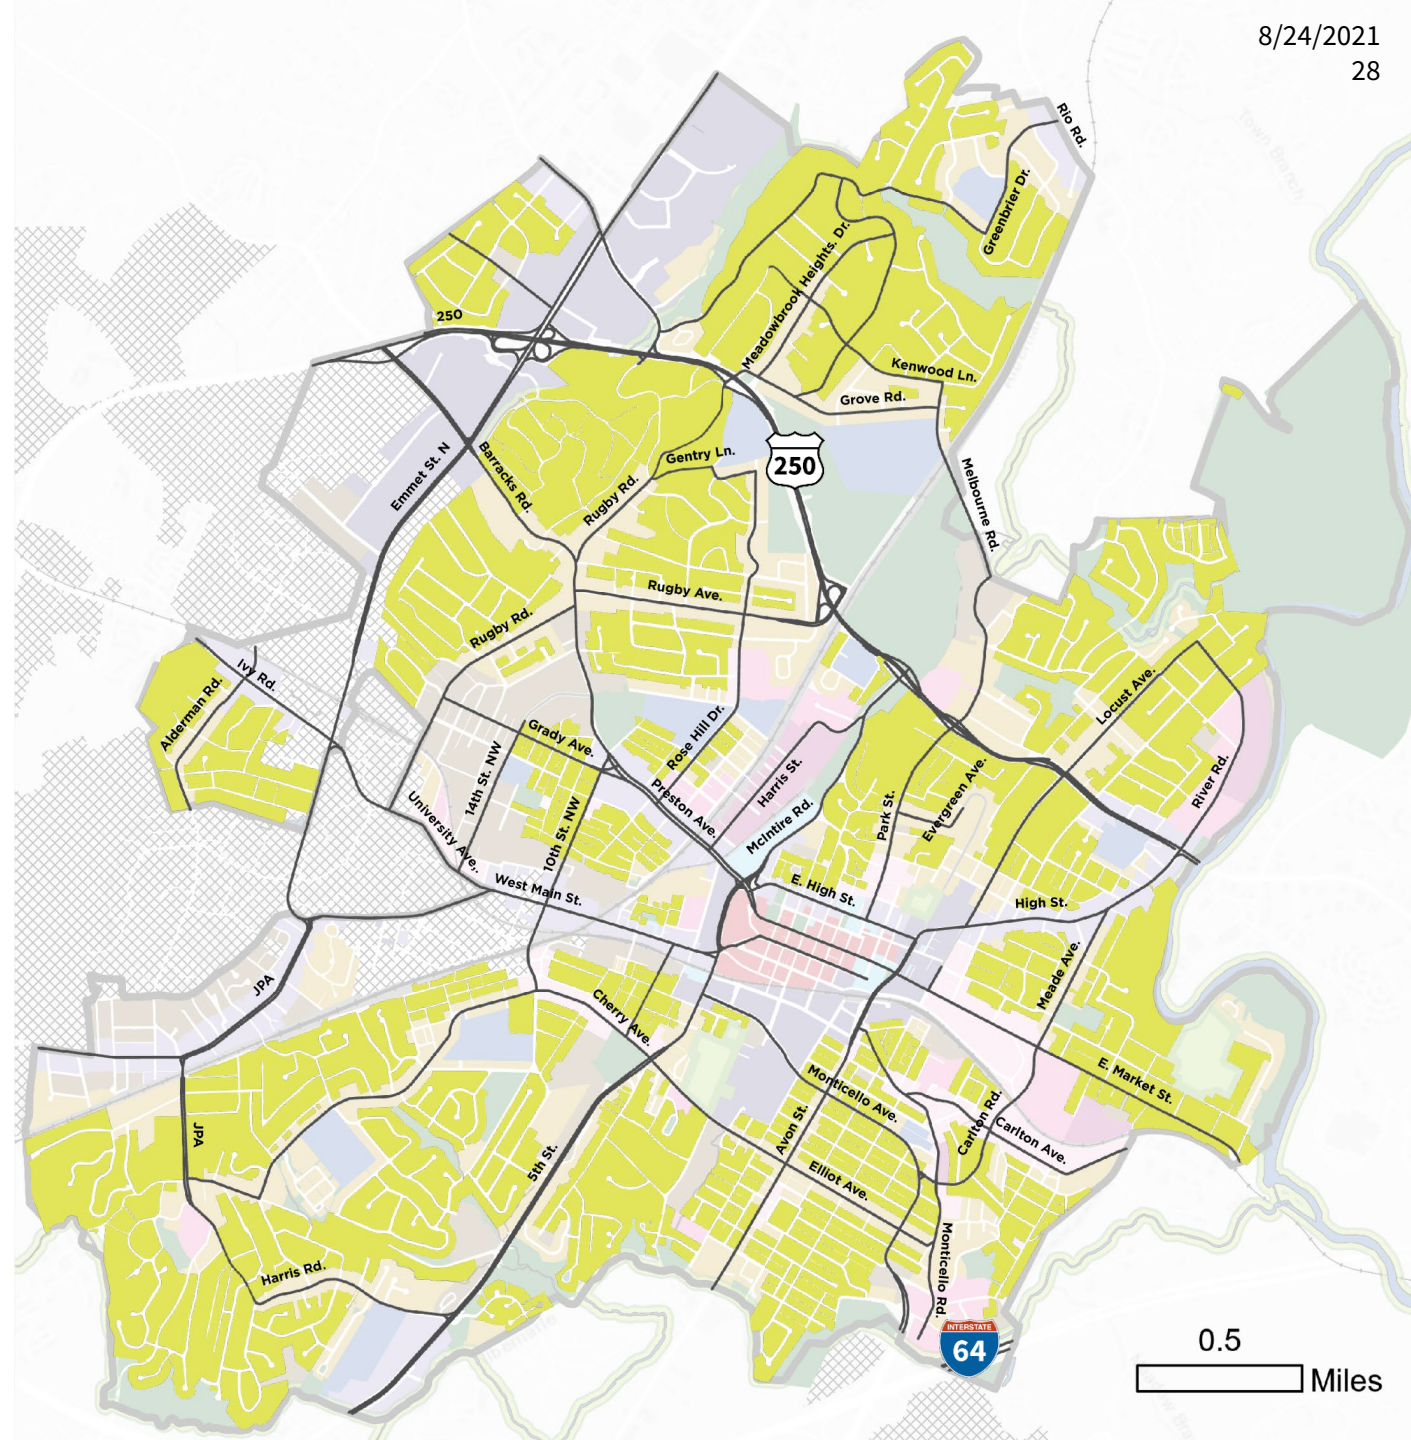 8/24/2021
28
Rio Rd.
Greenbrier Dr.
Meadowbrook Heights. Dr.
250
Kenwood Ln.
Grove Rd.
Emmet St. N
Barracks Rd.
Gentry Ln.
250
Rugby Rd.
Melbourne Rd.
Rugby Ave.
Rugby Rd.
Ivy Rd.
Alderman Rd.
Locust Ave.
Grady Ave.
Rose Hill Dr.
14th St. NW
Harris St.
River Rd.
Preston Ave.
Evergreen Ave.
Park St.
McIntire Rd.
University Ave,.
10th St. NW
West Main St.
E. High St.
High St.
JPA
Meade Ave.
Cherry Ave.
E. Market St.
Monticello Ave.
JPA
Avon St.
Carlton Rd.
Carlton Ave.
5th St.
Elliot Ave.
Harris Rd.
Monticello Rd.
INTERSTATE
64
0.5
Miles